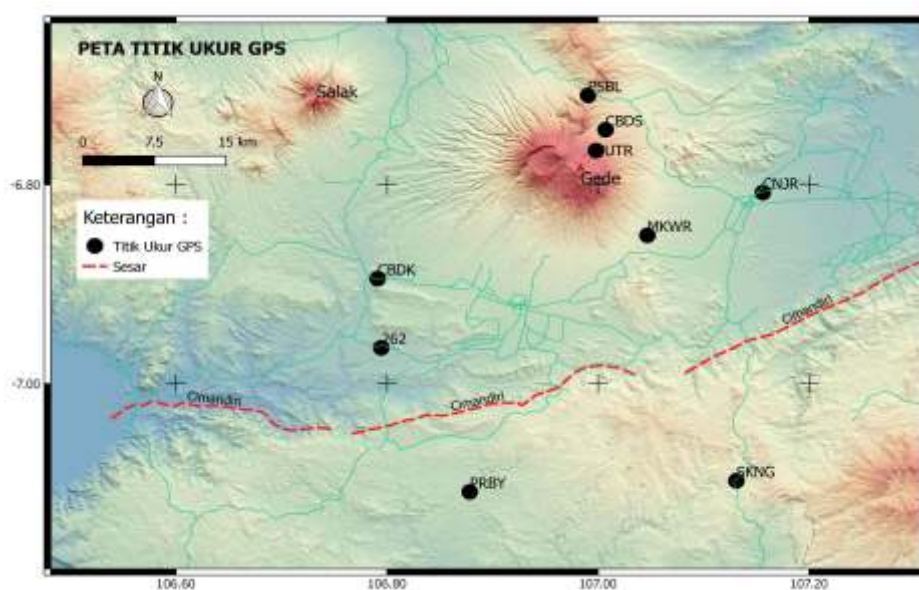 PETA TITIK UKUR GPS
N
Salak
0 7.5 15 km
PSBL
CBDS
UTR
Gede
-6.80
CNJR
Keterangan :
Titik Ukur GPS
Sesar
MKWR
CBDK
Cimandiri
262
-7.00
Cimandiri
Cimandiri
PRBY
SKNG
106.60 106.80 107.00 107.20